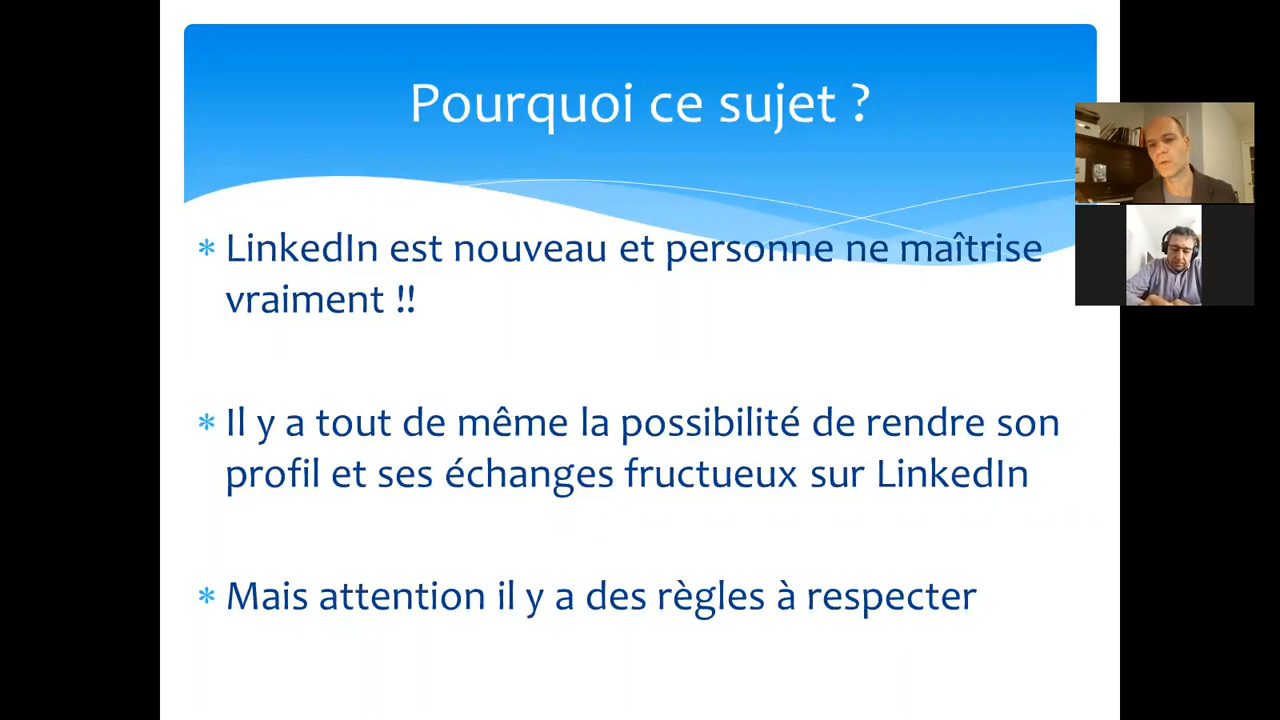 Pourquoi ce sujet ?
* LinkedIn est nouveau et personne ne maîtrise
vraiment !!
* Il y a tout de même la possibilité de rendre son
profil et ses échanges fructueux sur LinkedIn
* Mais attention il y a des règles à respecter